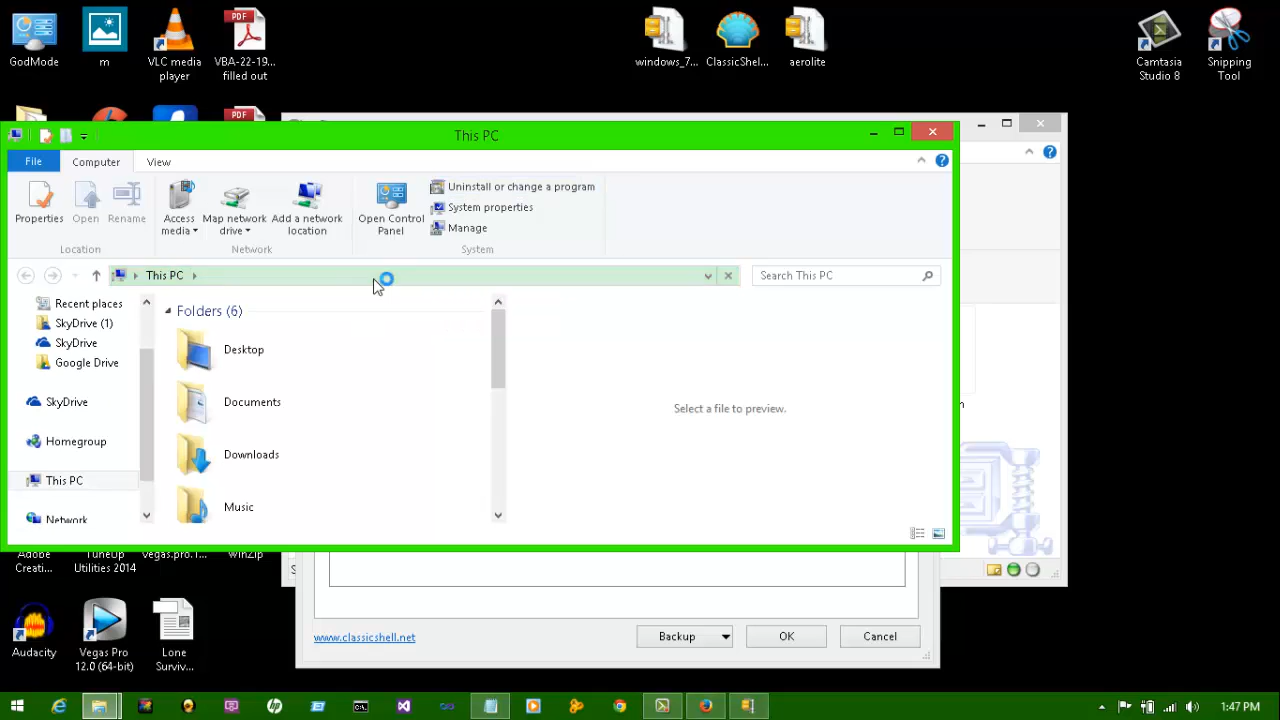 GodMode
m
VLC media
player
VBA-22-19...
filled out
windows_7...
ClassicShel...
aerolite
Camtasia
Studio 8
Snipping
Tool
PDF
PDF
PDF
This PC
File
Computer
View
Properties
Open
Rename
Access
media
Map network
drive
Add a network
location
Open Control
Panel
Uninstall or change a program
System properties
Manage
Location
Network
System
This PC
Search This PC
Recent places
SkyDrive (1)
SkyDrive
Google Drive
SkyDrive
Homegroup
This PC
Network
Folders (6)
Desktop
Documents
Downloads
Music
Select a file to preview.
Adobe
Creati...
TuneUp
Utilities 2014
vegas.pro.1...
WinZip
Audacity
Vegas Pro
12.0 (64-bit)
Lone
Surviv...
www.classicshell.net
Backup
OK
Cancel
1:47 PM